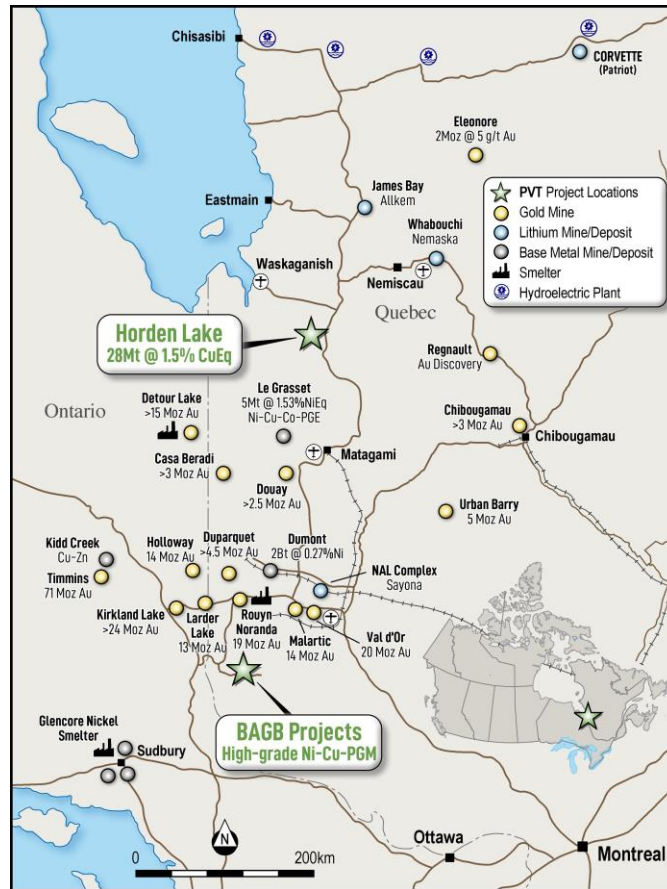 Chisasibi
CORVETTE
(Patriot)
Eleonore
2Moz @ 5 g/t Au
PVT Project Locations
Gold Mine
Lithium Mine/Deposit
Base Metal Mine/Deposit
Smelter
Hydroelectric Plant
James Bay
Allkem
Eastmain
Whabouchi
Nemaska
Waskaganish
Nemiscau
Quebec
Horden Lake
28Mt @ 1.5% CuEq
Regnault
Au Discovery
Ontario
Detour Lake
>15 Moz Au
Le Grasset
5Mt @ 1.53%NiEq
Ni-Cu-Co-PGE
Chibougamau
>3 Moz Au
Chibougamau
Casa Beradi
>3 Moz Au
Matagami
Douay
>2.5 Moz Au
Urban Barry
5 Moz Au
Kidd Creek
Cu-Zn
Timmins
71 Moz Au
Holloway
14 Moz Au
Duparquet
>4.5 Moz Au
Dumont
2Bt @ 0.27%Ni
NAL Complex
Sayona
Kirkland Lake
>24 Moz Au
Larder
Lake
13 Moz Au
Rouyn
Noranda
19 Moz Au
Malartic
14 Moz Au
Val d'Or
20 Moz Au
BAGB Projects
High-grade Ni-Cu-PGM
Glencore Nickel
Smelter
Sudbury
N
0
200km
Ottawa
Montreal